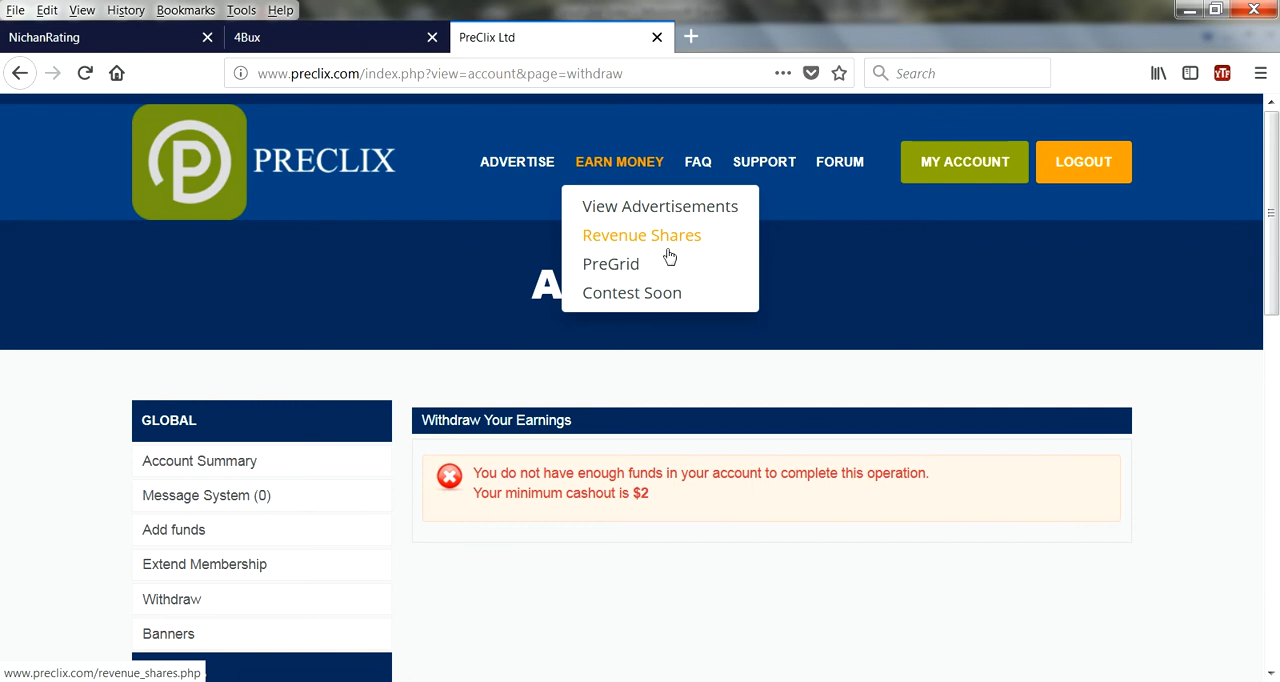 File Edit View History Bookmarks Tools Help
NichanRating
4Bux
PreClix Ltd
www.preclix.com/index.php?view=account&page=withdraw
Search
YTF
P PRECLIX
ADVERTISE EARN MONEY FAQ SUPPORT FORUM MY ACCOUNT LOGOUT
View Advertisements
Revenue Shares
PreGrid
Contest Soon
A
GLOBAL
Account Summary
Message System (0)
Add funds
Extend Membership
Withdraw
Banners
Withdraw Your Earnings
You do not have enough funds in your account to complete this operation.
Your minimum cashout is $2
www.preclix.com/revenue_shares.php